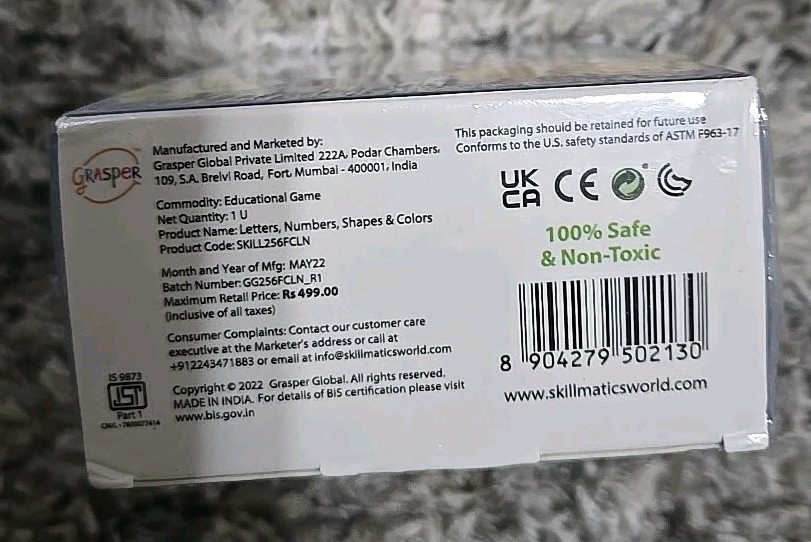 GRASPER
Manufactured and Marketed by:
Grasper Global Private Limited 222A, Podar Chambers,
109, S.A. Brelvi Road, Fort, Mumbai - 400001, India
Commodity: Educational Game
Net Quantity: 1 U
Product Name: Letters, Numbers, Shapes & Colors
Product Code: SKILL256FCLN
Month and Year of Mfg: MAY22
Batch Number: GG256FCLN_R1
Maximum Retail Price: Rs 499.00
(Inclusive of all taxes)
Consumer Complaints: Contact our customer care
executive at the Marketer's address or call at
+912243471883 or email at info@skillmaticsworld.com
Copyright © 2022 Grasper Global. All rights reserved.
MADE IN INDIA. For details of BIS certification please visit
www.bis.gov.in
IS 9873
ISI
Part 1
This packaging should be retained for future use
Conforms to the U.S. safety standards of ASTM F963-17
UK
CA
CE
100% Safe
& Non-Toxic
8 904279 502130
www.skillmaticsworld.com